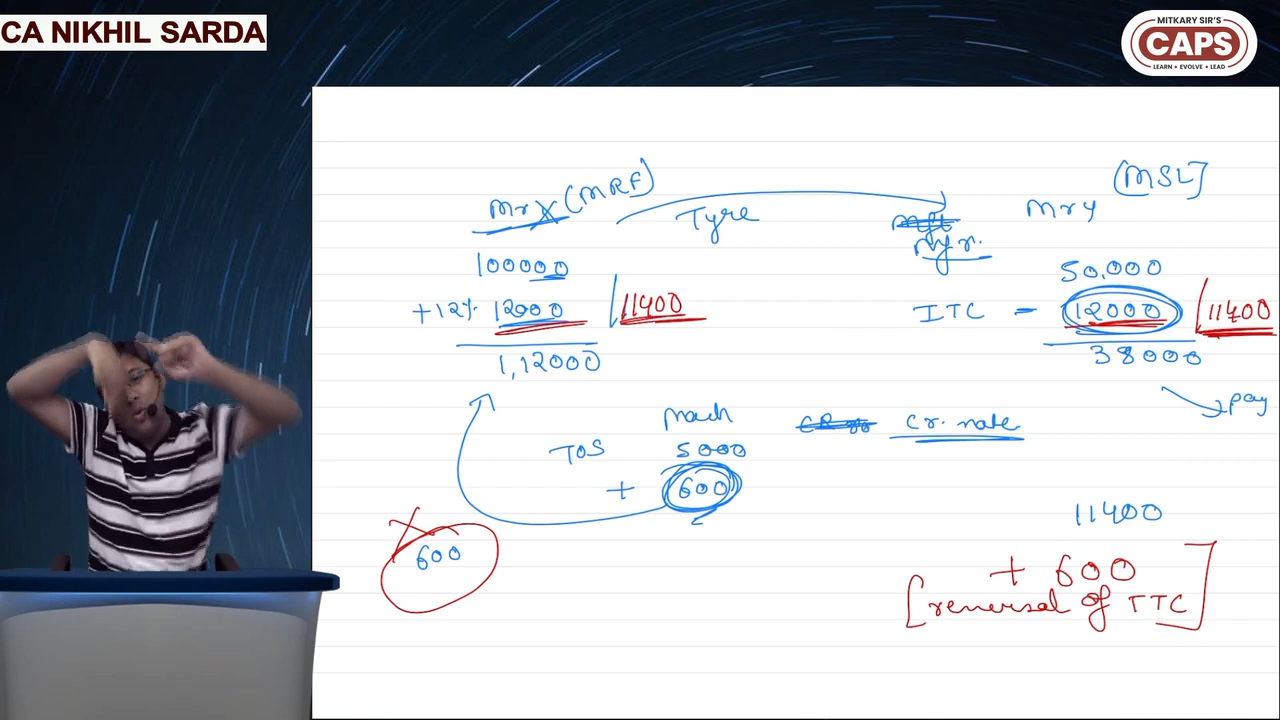 CA NIKHIL SARDA
MITKARY SIR'S
CAPS
LEARN • EVOLVE • LEAD
Mr X (MRF)
Tyre
Mr Y
[MSL]
100000
50,000
+12% 12000 11400
ITC - 12000 11400
1,12000
38000
pay
March
Cr. note
TOS 5000
+ 600
11400
600
+ 600
[reversal of ITC]